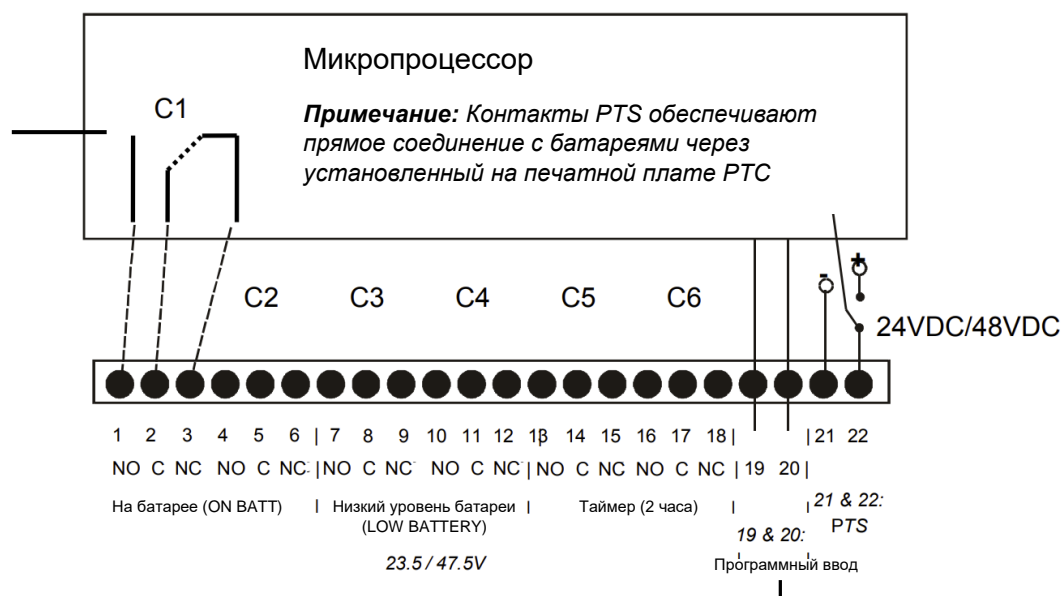 Микропроцессор
C1
Примечание: Контакты PTS обеспечивают
прямое соединение с батареями через
установленный на печатной плате PTC
- +
C2 C3 C4 C5 C6
24VDC/48VDC
1 2 3 4 5 6 | 7 8 9 10 11 12 13 14 15 16 17 18 | | 21 22
NO C NC NO C NC | NO C NC NO C NC | NO C NC NO C NC | 19 20 |
На батарее (ON BATT) | Низкий уровень батареи | Таймер (2 часа) | | 21 & 22:
(LOW BATTERY) PTS
19 & 20:
23.5 / 47.5V Программный ввод